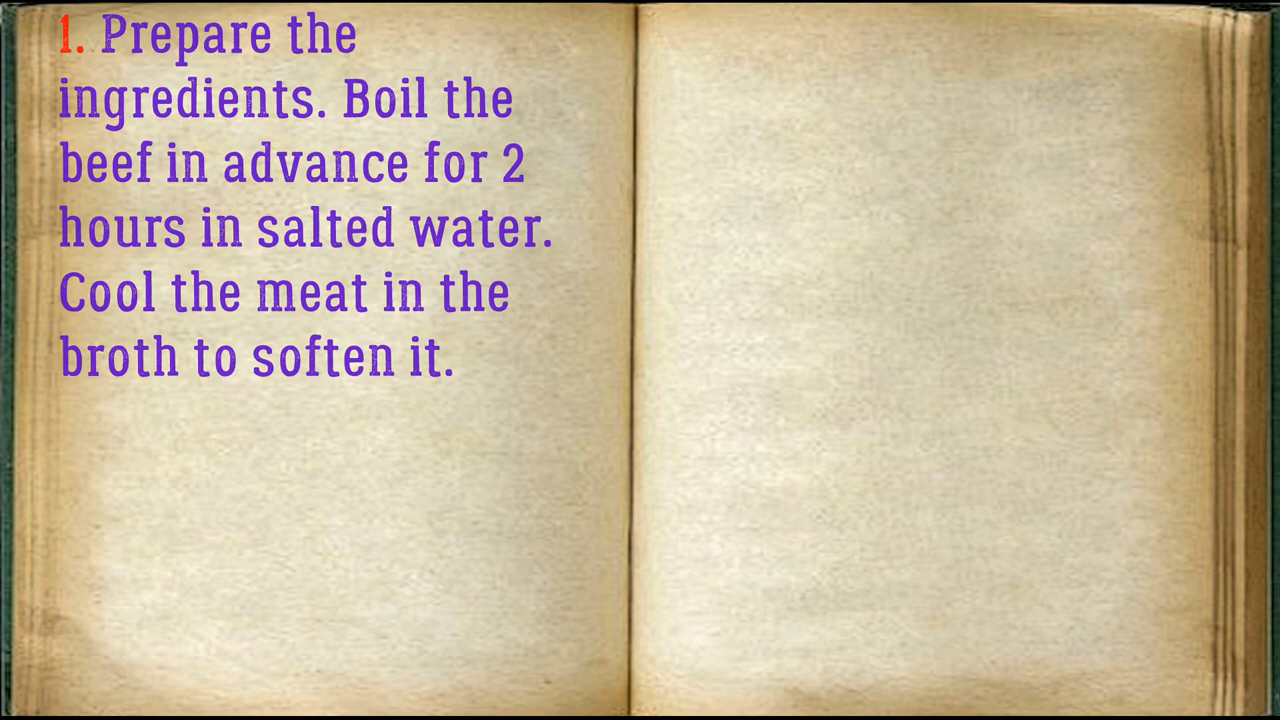 1. Prepare the
ingredients. Boil the
beef in advance for 2
hours in salted water.
Cool the meat in the
broth to soften it.